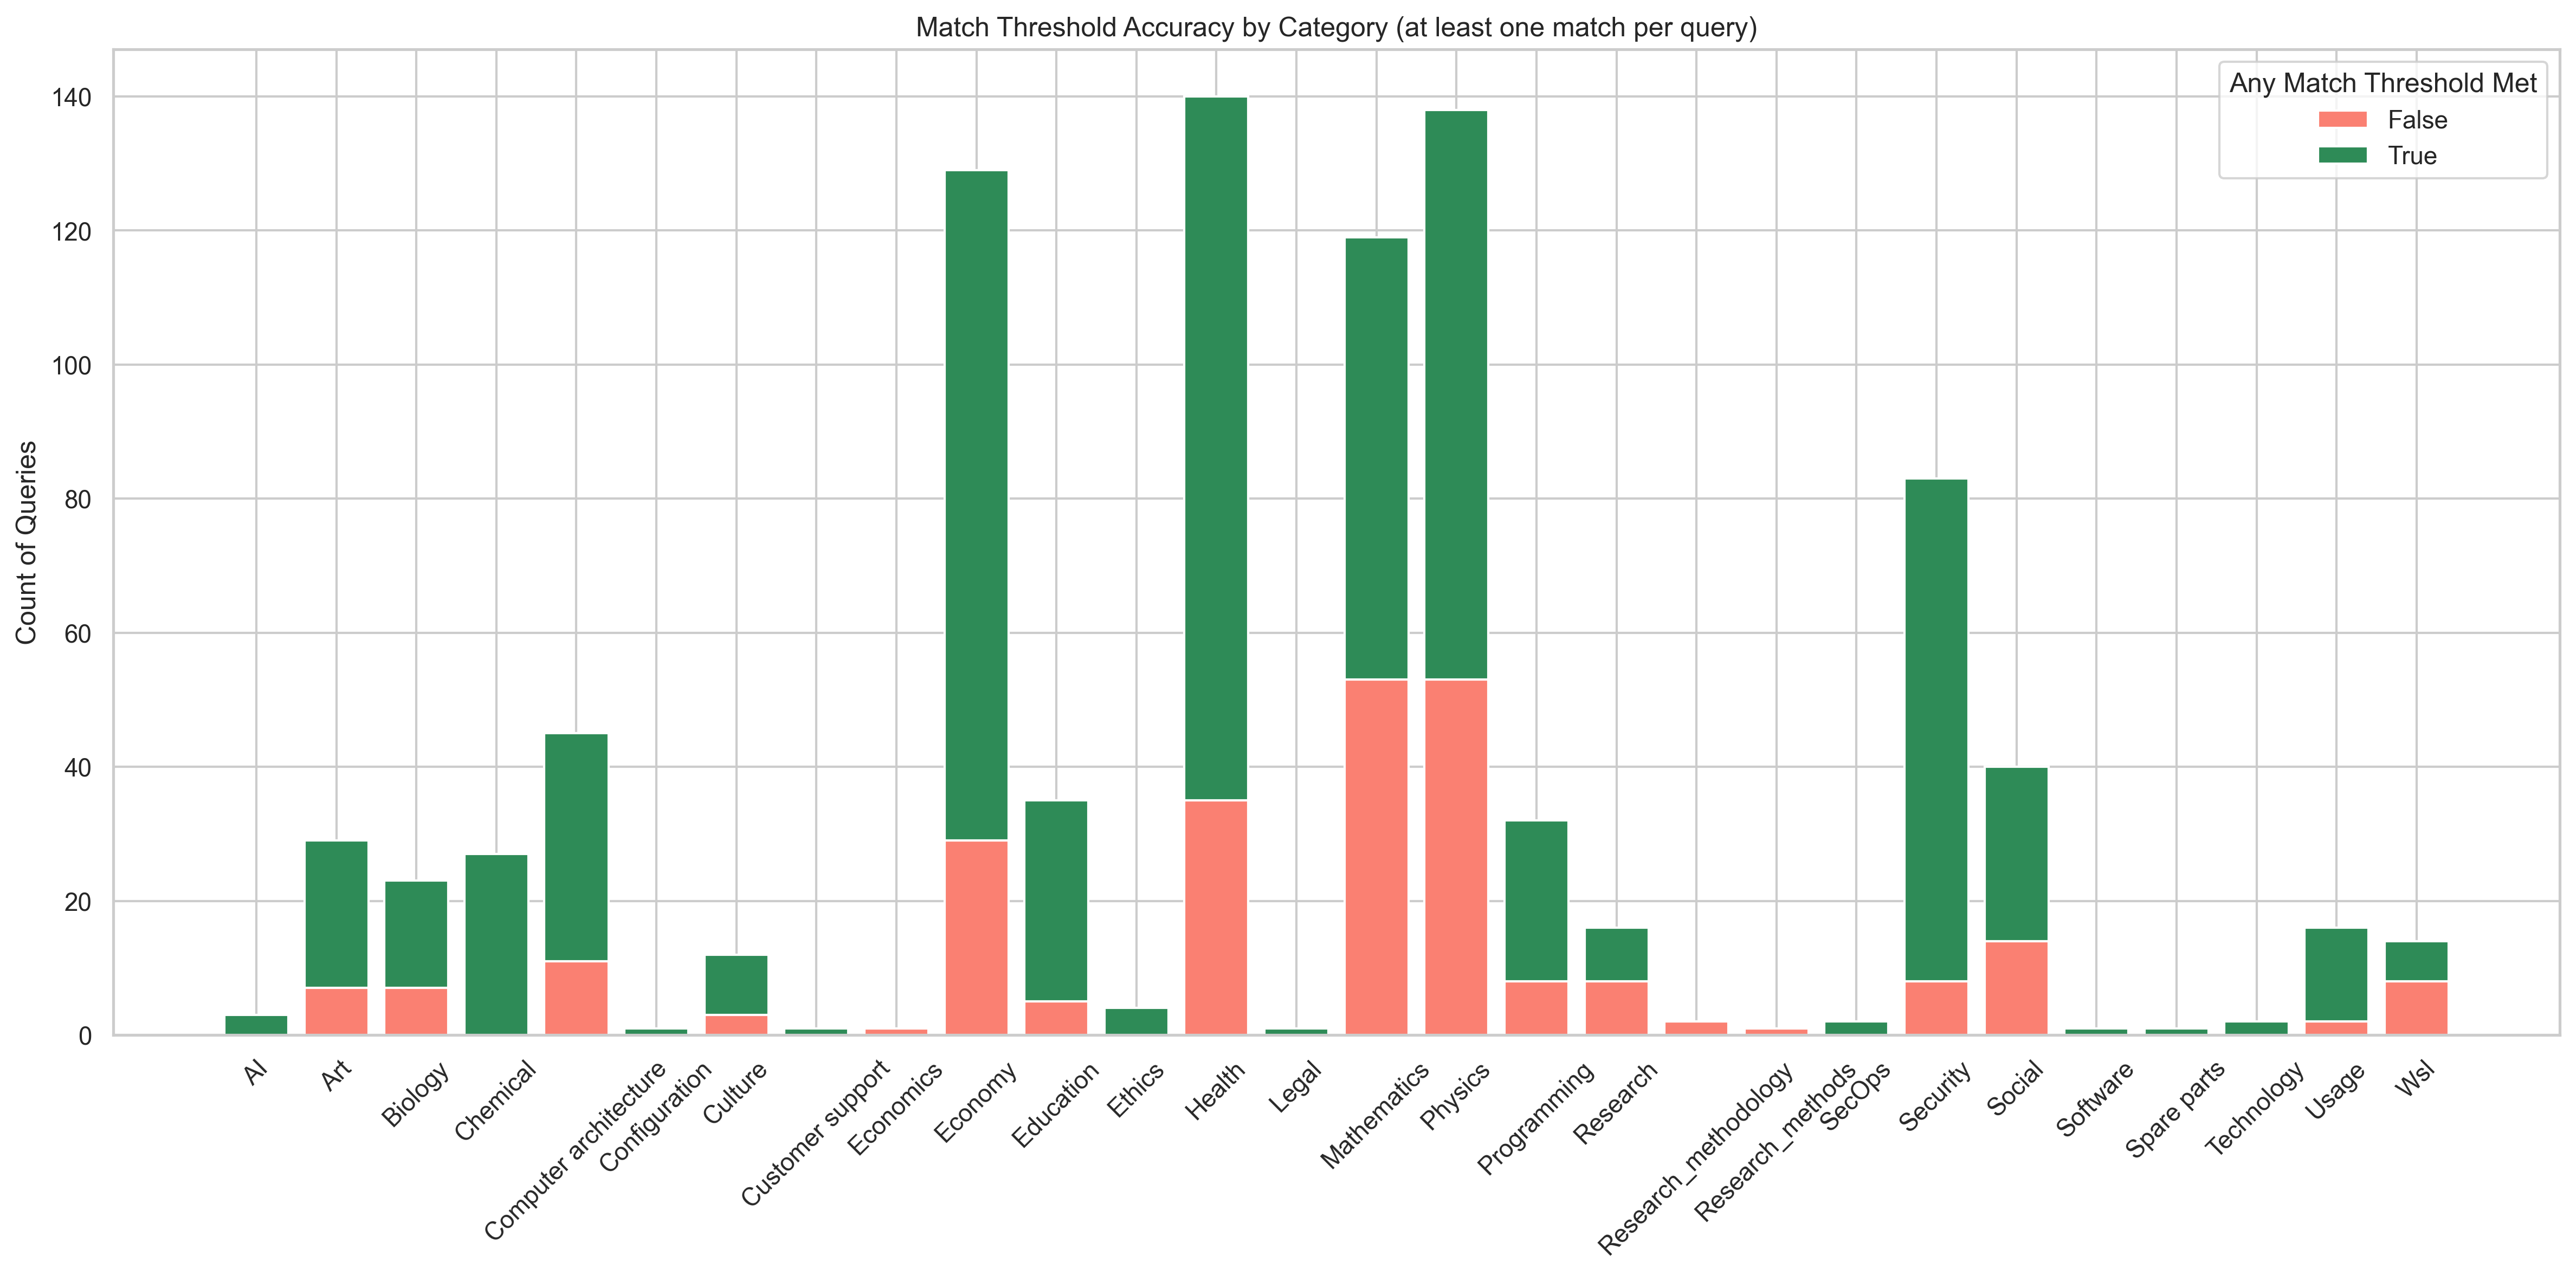 Match Threshold Accuracy by Category (at least one match per query)
Any Match Threshold Met
False
True
Count of Queries
140
120
100
80
60
40
20
0
AI
Art
Biology
Chemical
Computer architecture
Configuration
Culture
Customer support
Economics
Economy
Education
Ethics
Health
Legal
Mathematics
Physics
Programming
Research
Research_methodology
Research_methods
SecOps
Security
Social
Software
Spare parts
Technology
Usage
Wsl